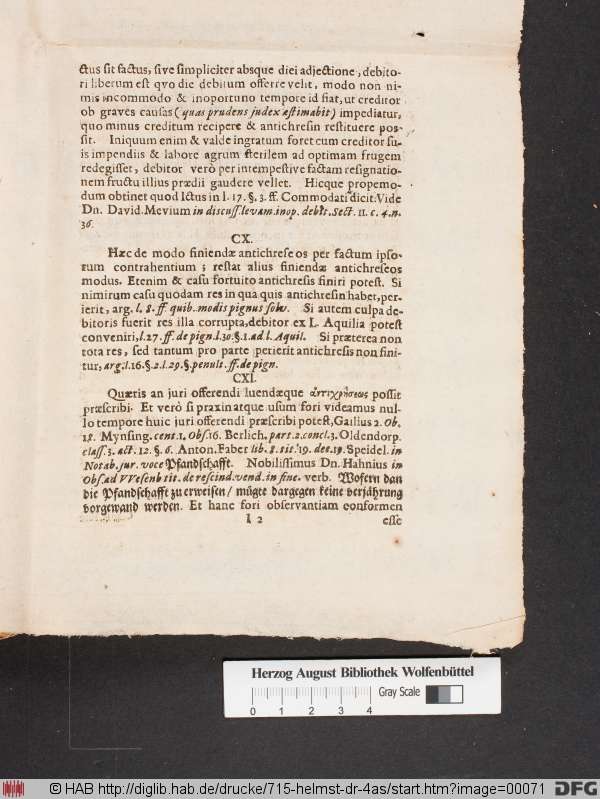 ctus sit factus, sive simpliciter absque diei adjectione, debito-
ri liberum est qvo die debitum offerre velit, modo non ni-
mis incommodo & inoportuno tempore id fiat, ut creditor
ob graves causas (quas prudens judex æstimabit) impediatur,
quo minus creditum recipere & antichresin restituere pos-
sit. Iniquum enim & valde ingratum foret cum creditor su-
is impendiis & labore agrum sterilem ad optimam frugem
redegisset, debitor verò per intempestive factam resignatio-
nem fructu illius prædii gaudere vellet. Hicque propemo-
dum obtinet quod Ictus in l. 17. §. 3. ff. Commodati dicit. Vide
Dn. David. Mevium in discuss. levam. inop. debit. Sect. 11. c. 4. n.
36.
CX.
Hæc de modo finiendæ antichreseos per factum ipso-
rum contrahentium; restat alius finiendæ antichreseos
modus. Etenim & casu fortuito antichresis finiri potest. Si
nimirum casu quodam res in qua quis antichresin habet, per-
ierit, arg. l. 8. ff. quib. modis pignus solv. Si autem culpa de-
bitoris fuerit res illa corrupta, debitor ex L. Aquilia potest
conveniri, l. 27. ff. de pign. l. 30. §. 1. ad l. Aquil. Si præterea non
tota res, sed tantum pro parte perierit antichresis non fini-
tur, arg. l. 16. §. 2. l. 29. §. penult. ff. de pign.
CXI.
Quæris an juri offerendi luendæque ἀντιχρήσεως possit
præscribi. Et verò si praxin atque usum fori videamus nul-
lo tempore huic juri offerendi præscribi potest, Gailius 2. Ob.
18. Mynsing. cent. 1. Obs. 16. Berlich. part. 2. concl. 3. Oldendorp.
class. 3. act. 12. §. 6. Anton. Faber lib. 8. tit. 19. dee. 19. Speidel. in
Notab. jur. voce Pfandschafft. Nobilissimus Dn. Hahnius in
Obs. ad VVesenb tit. de rescind. vend. in fine. verb. Wofern dan
die Pfandschafft zu erweisen / müge dargegen keine verjährung
vorgewand werden. Et hanc fori observantiam conformen
I 2 esse
Herzog August Bibliothek Wolfenbüttel
Gray Scale
0 1 2 3 4
© HAB http://diglib.hab.de/drucke/715-helmst-dr-4as/start.htm?image=00071
DFG